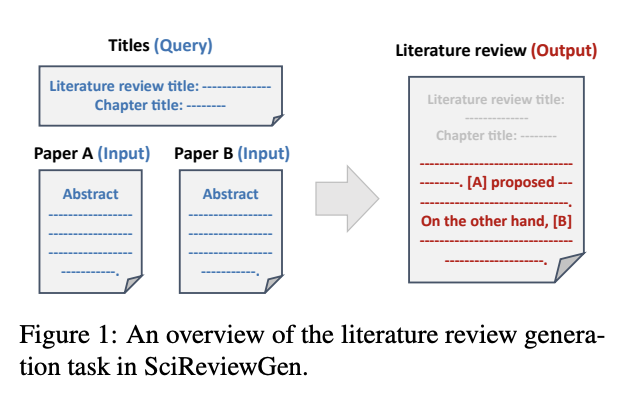 Titles (Query)
Literature review title: --------------
Chapter title: --------
Paper A (Input)
Abstract
-----------------
-----------------
-----------------
-----------.
Paper B (Input)
Abstract
-----------------
-----------------
-----------------
-----------.
Literature review (Output)
Literature review title:
-------------
Chapter title: --------
-------------------------------
--------. [A] proposed ---
------------------------------.
On the other hand, [B]
-------------------------------
--------------------.
Figure 1: An overview of the literature review genera-
tion task in SciReviewGen.